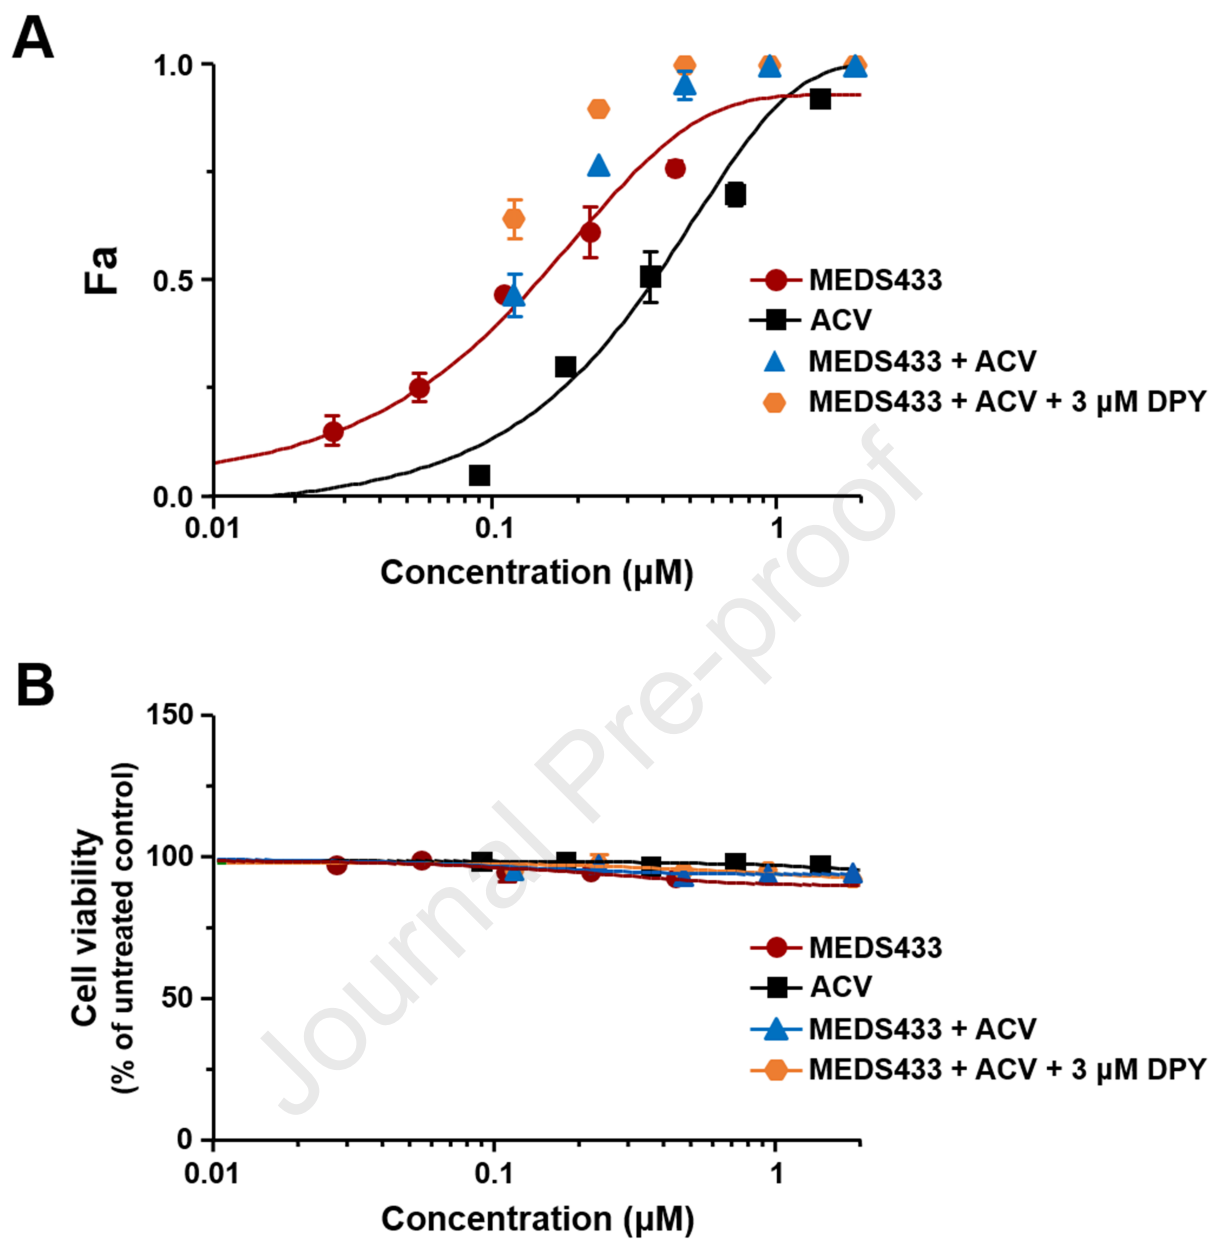 A
1.0
0.5
0.0
Fa
0.01
0.1
1
Concentration (µM)
MEDS433
ACV
MEDS433 + ACV
MEDS433 + ACV + 3 µM DPY
Journal Pre-proof
B
150
100
50
0
Cell viability
(% of untreated control)
0.01
0.1
1
Concentration (µM)
MEDS433
ACV
MEDS433 + ACV
MEDS433 + ACV + 3 µM DPY